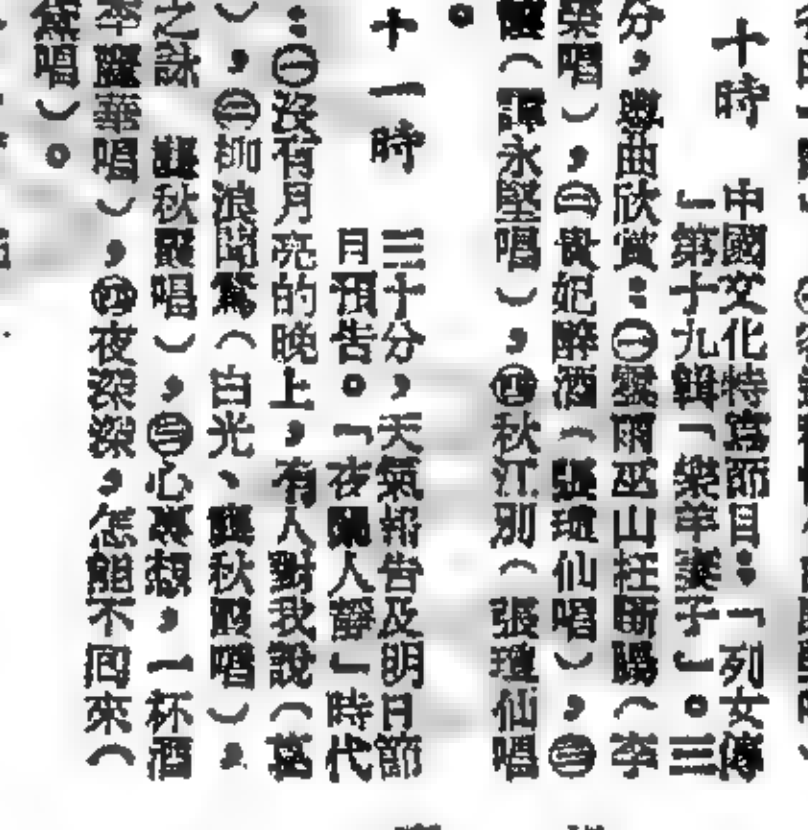 十時　中國文化特寫節目：「列女傳
」第十九輯「樂羊妻子」。三
分，粵曲欣賞：㊀雲雨巫山枉斷腸（李
唱），㊁貴妃醉酒（張瓊仙唱），㊂
（譚永堅唱），㊃秋江別（張瓊仙唱
。
十一時　三十分，天氣報告及明日節
月預告。「夜闌人靜」時代
：㊀沒有月亮的晚上，有人對我說（
），㊁柳浪聞鶯（白光、龔秋霞唱），
之詠　龔秋霞唱），㊂心疼，一杯酒
李麗華唱），㊃夜深深，怎能不回來（
唱）。